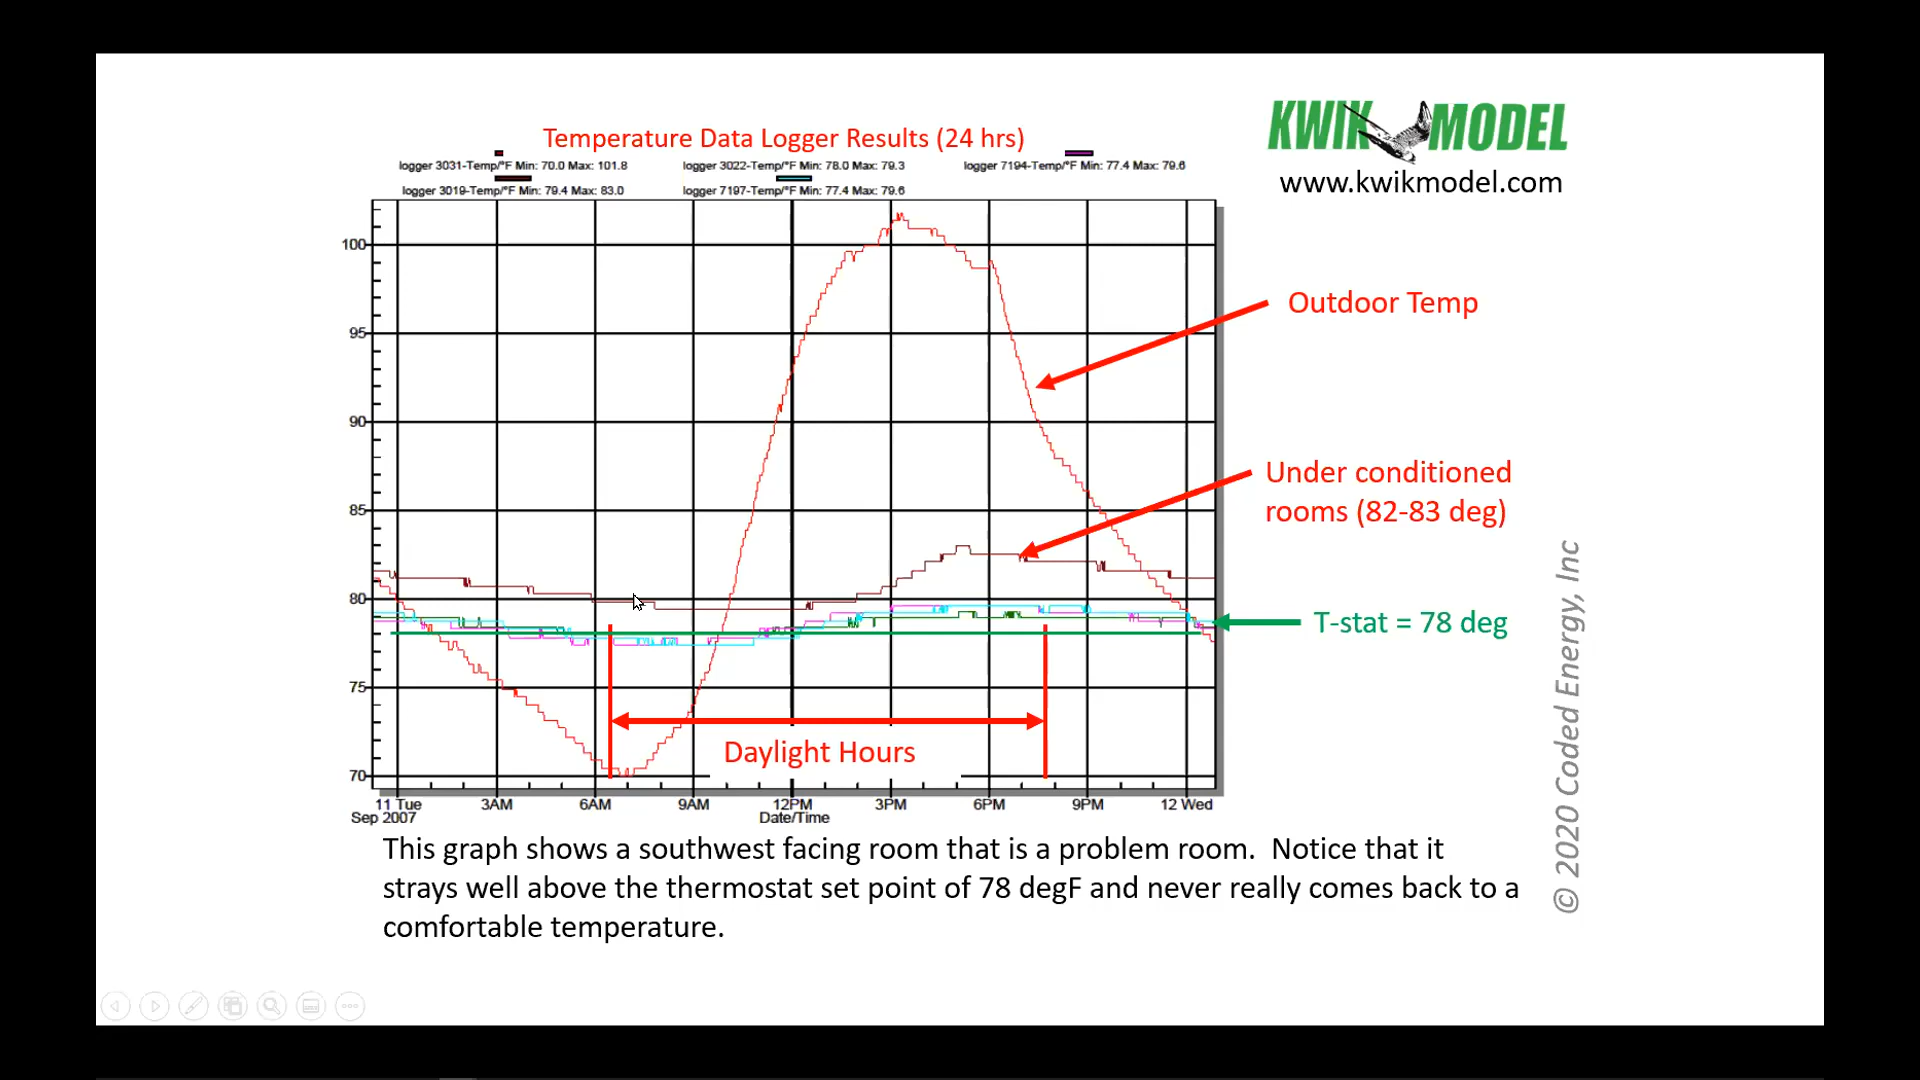 KWIK MODEL
www.kwikmodel.com
Temperature Data Logger Results (24 hrs)
logger 3031-Temp/°F Min: 70.0 Max: 101.8
logger 3022-Temp/°F Min: 78.0 Max: 79.3
logger 7194-Temp/°F Min: 77.4 Max: 79.6
logger 3019-Temp/°F Min: 79.4 Max: 83.0
logger 7197-Temp/°F Min: 77.4 Max: 79.6
100
95
90
85
80
75
70
Outdoor Temp
Under conditioned
rooms (82-83 deg)
T-stat = 78 deg
Daylight Hours
11 Tue 3AM 6AM 9AM 12PM 3PM 6PM 9PM 12 Wed
Sep 2007 Date/Time
This graph shows a southwest facing room that is a problem room. Notice that it
strays well above the thermostat set point of 78 degF and never really comes back to a
comfortable temperature.
© 2020 Coded Energy, Inc